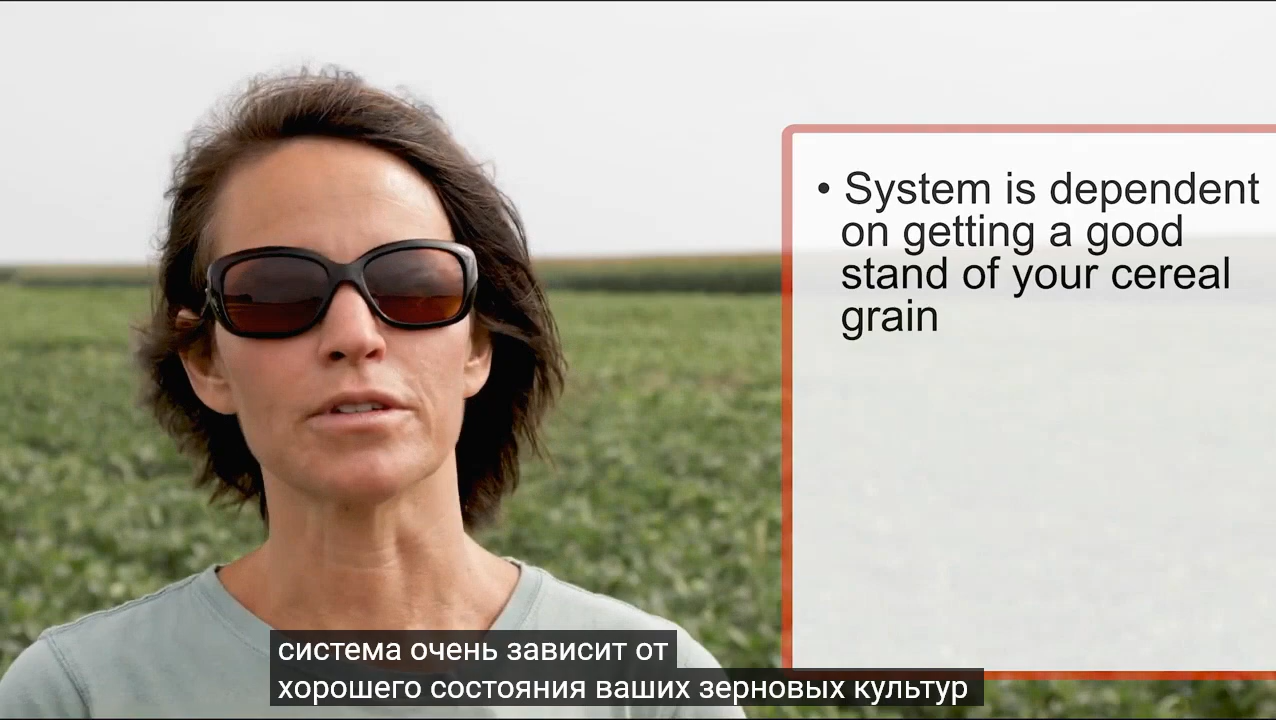 • System is dependent
on getting a good
stand of your cereal
grain
система очень зависит от
хорошего состояния ваших зерновых культур